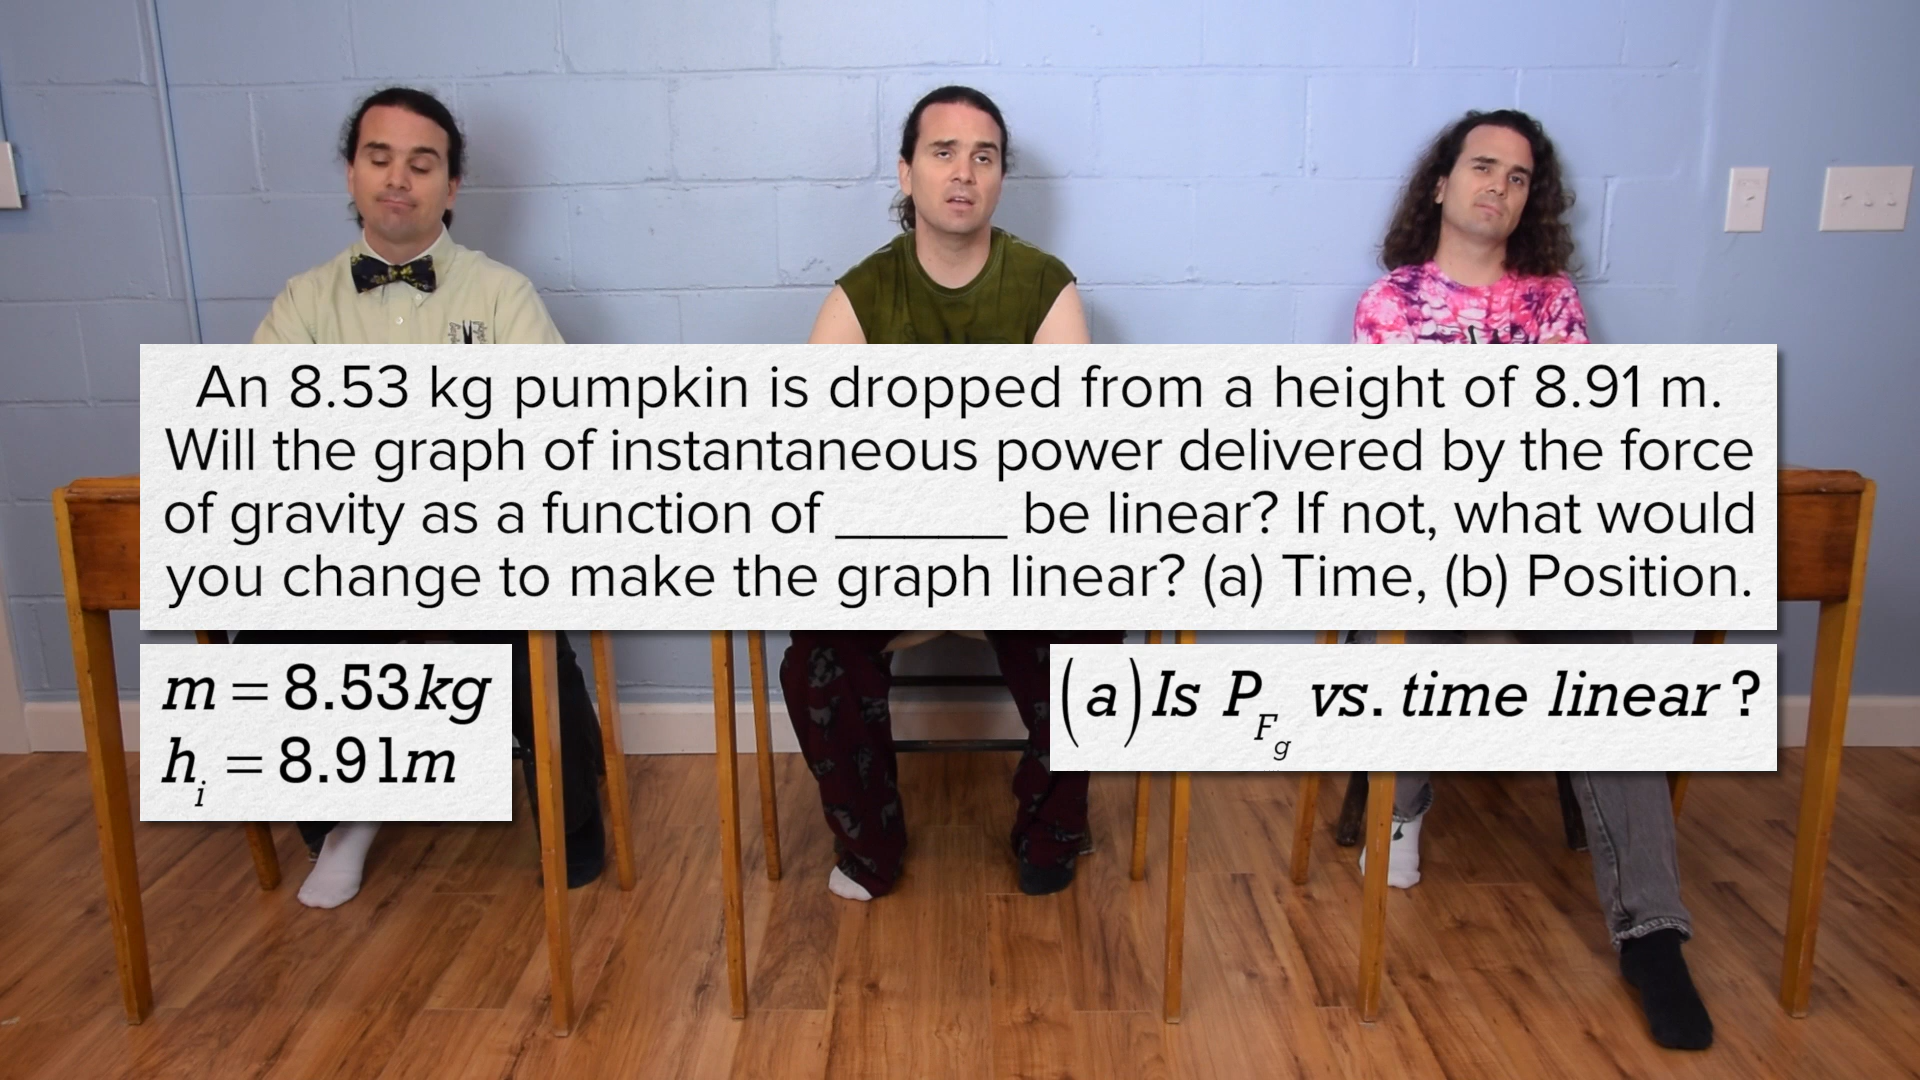 An 8.53 kg pumpkin is dropped from a height of 8.91 m.
Will the graph of instantaneous power delivered by the force
of gravity as a function of ______ be linear? If not, what would
you change to make the graph linear? (a) Time, (b) Position.
m = 8.53kg
h_i = 8.91m
(a) Is P_{F_g} vs. time linear?